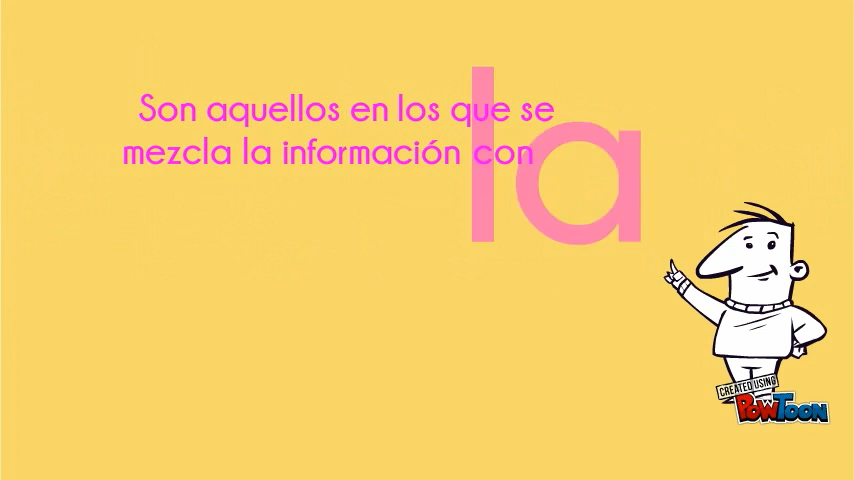 Son aquellos en los que se
mezcla la información con la
CREATED USING
POWTOON